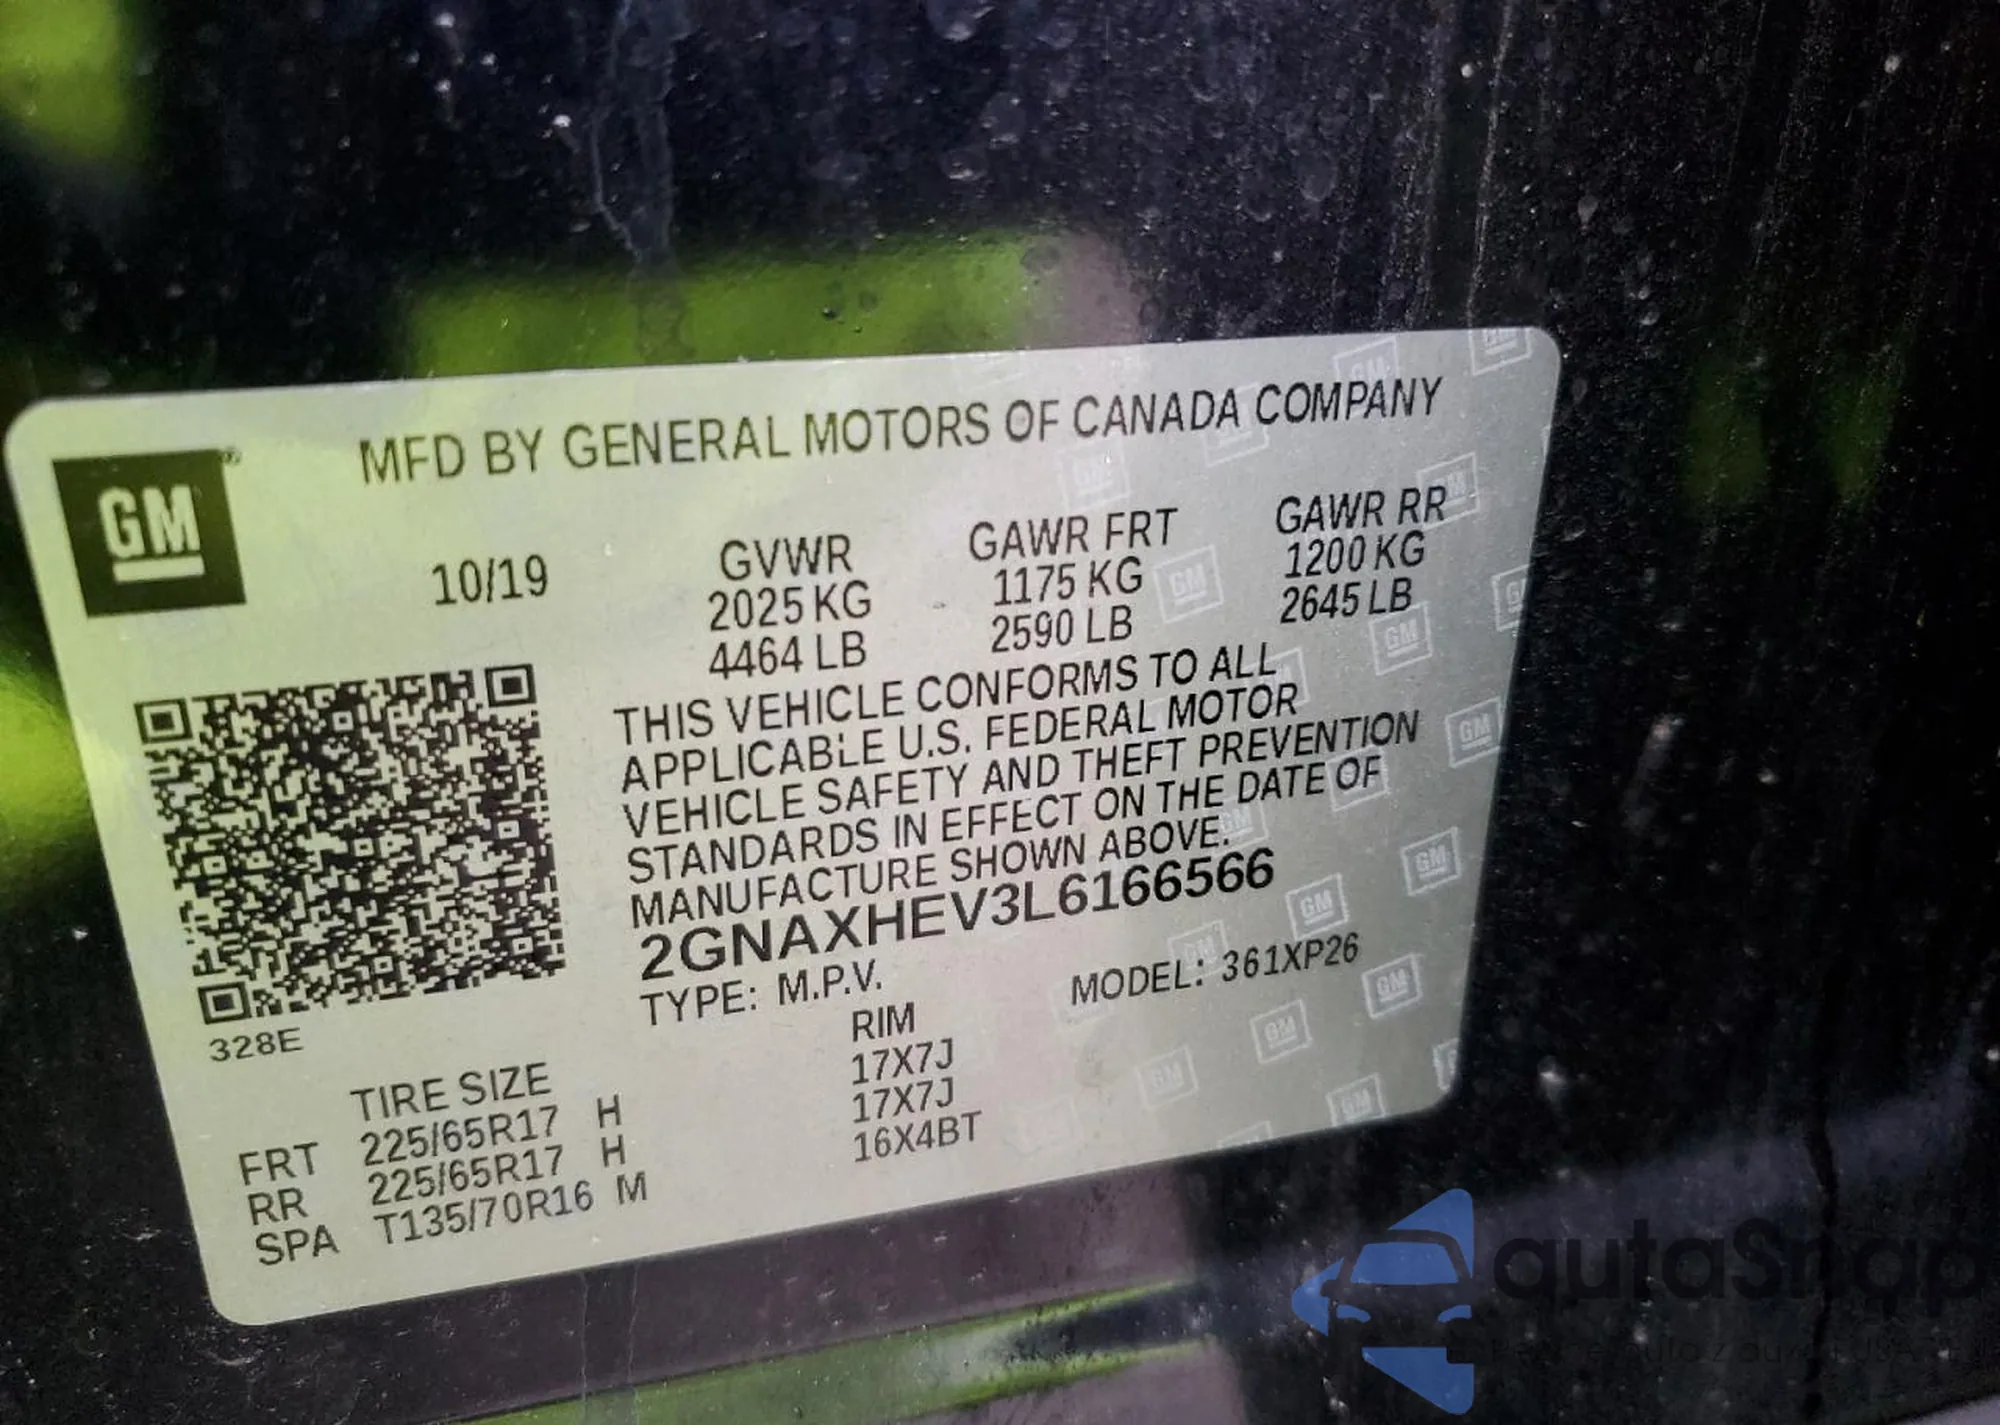 GM
MFD BY GENERAL MOTORS OF CANADA COMPANY
10/19
GVWR
2025 KG
4464 LB
GAWR FRT
1175 KG
2590 LB
GAWR RR
1200 KG
2645 LB
THIS VEHICLE CONFORMS TO ALL
APPLICABLE U.S. FEDERAL MOTOR
VEHICLE SAFETY AND THEFT PREVENTION
STANDARDS IN EFFECT ON THE DATE OF
MANUFACTURE SHOWN ABOVE.
2GNAXHEV3L6166566
TYPE: M.P.V.
MODEL: 361XP26
328E
TIRE SIZE RIM
FRT 225/65R17 H 17X7J
RR 225/65R17 H 17X7J
SPA T135/70R16 M 16X4BT
autaSnap